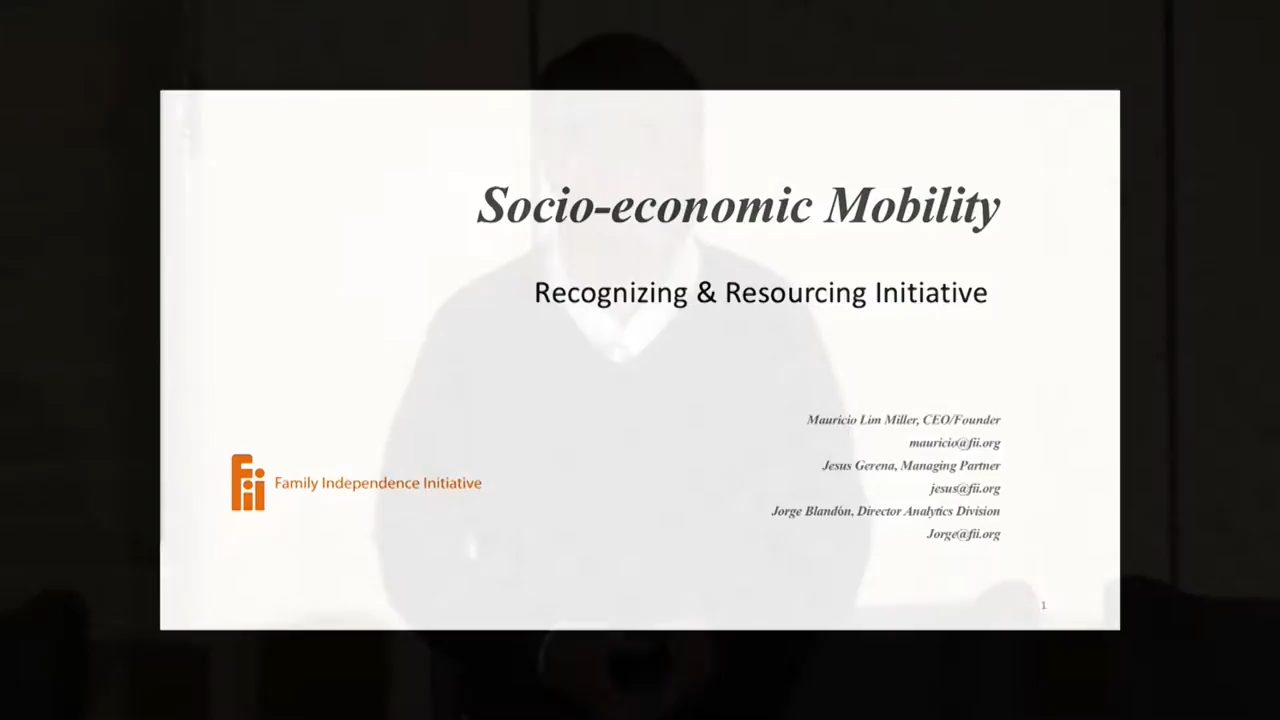 Socio-economic Mobility
Recognizing & Resourcing Initiative
Mauricio Lim Miller, CEO/Founder
mauricio@fii.org
Jesus Gerena, Managing Partner
jesus@fii.org
Jorge Blandón, Director Analytics Division
Jorge@fii.org
Fii
Family Independence Initiative
1